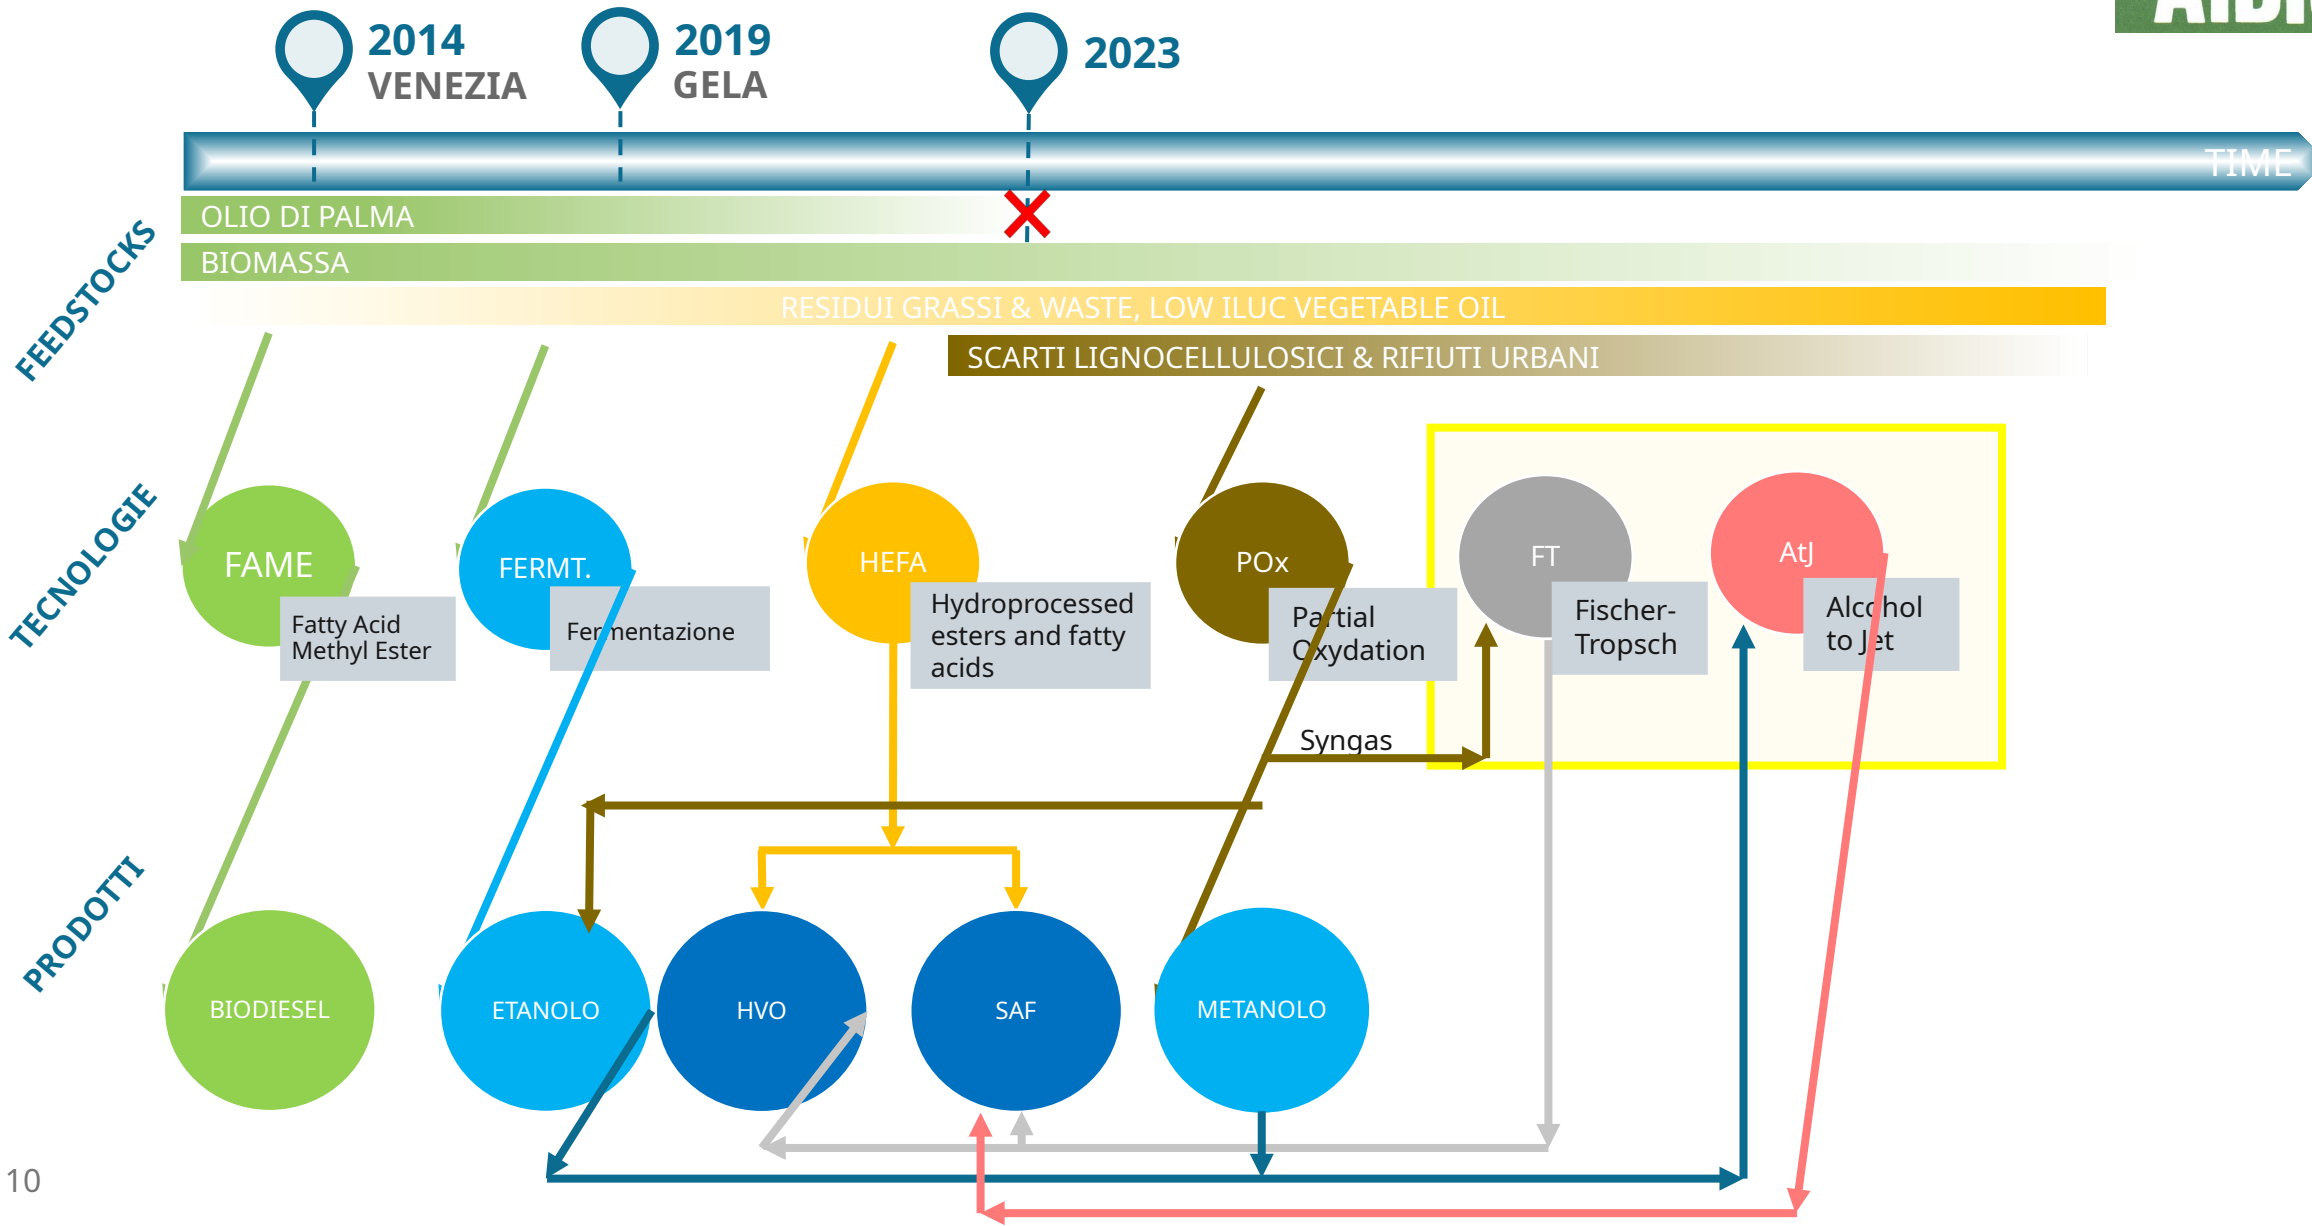 2014
VENEZIA
2019
GELA
2023
TIME
FEEDSTOCKS
OLIO DI PALMA
BIOMASSA
RESIDUI GRASSI & WASTE, LOW ILUC VEGETABLE OIL
SCARTI LIGNOCELLULOSICI & RIFIUTI URBANI
TECNOLOGIE
FAME
Fatty Acid
Methyl Ester
FERMT.
Fermentazione
HEFA
Hydroprocessed
esters and fatty
acids
POx
Partial
Oxydation
FT
Fischer-
Tropsch
AtJ
Alcohol
to Jet
Syngas
PRODOTTI
BIODIESEL
ETANOLO
HVO
SAF
METANOLO
10